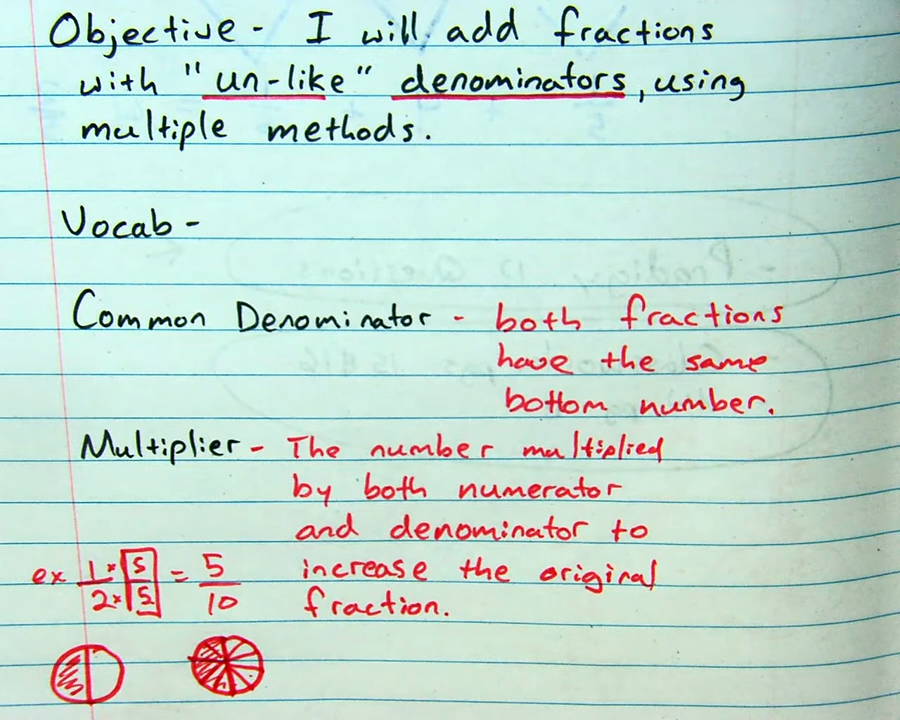 Objective - I will add fractions
with "un-like" denominators, using
multiple methods.
Vocab -
Common Denominator - both fractions
have the same
bottom number.
Multiplier - The number multiplied
by both numerator
and denominator to
increase the original
fraction.
ex 1 × 5 = 5
2 × 5 10